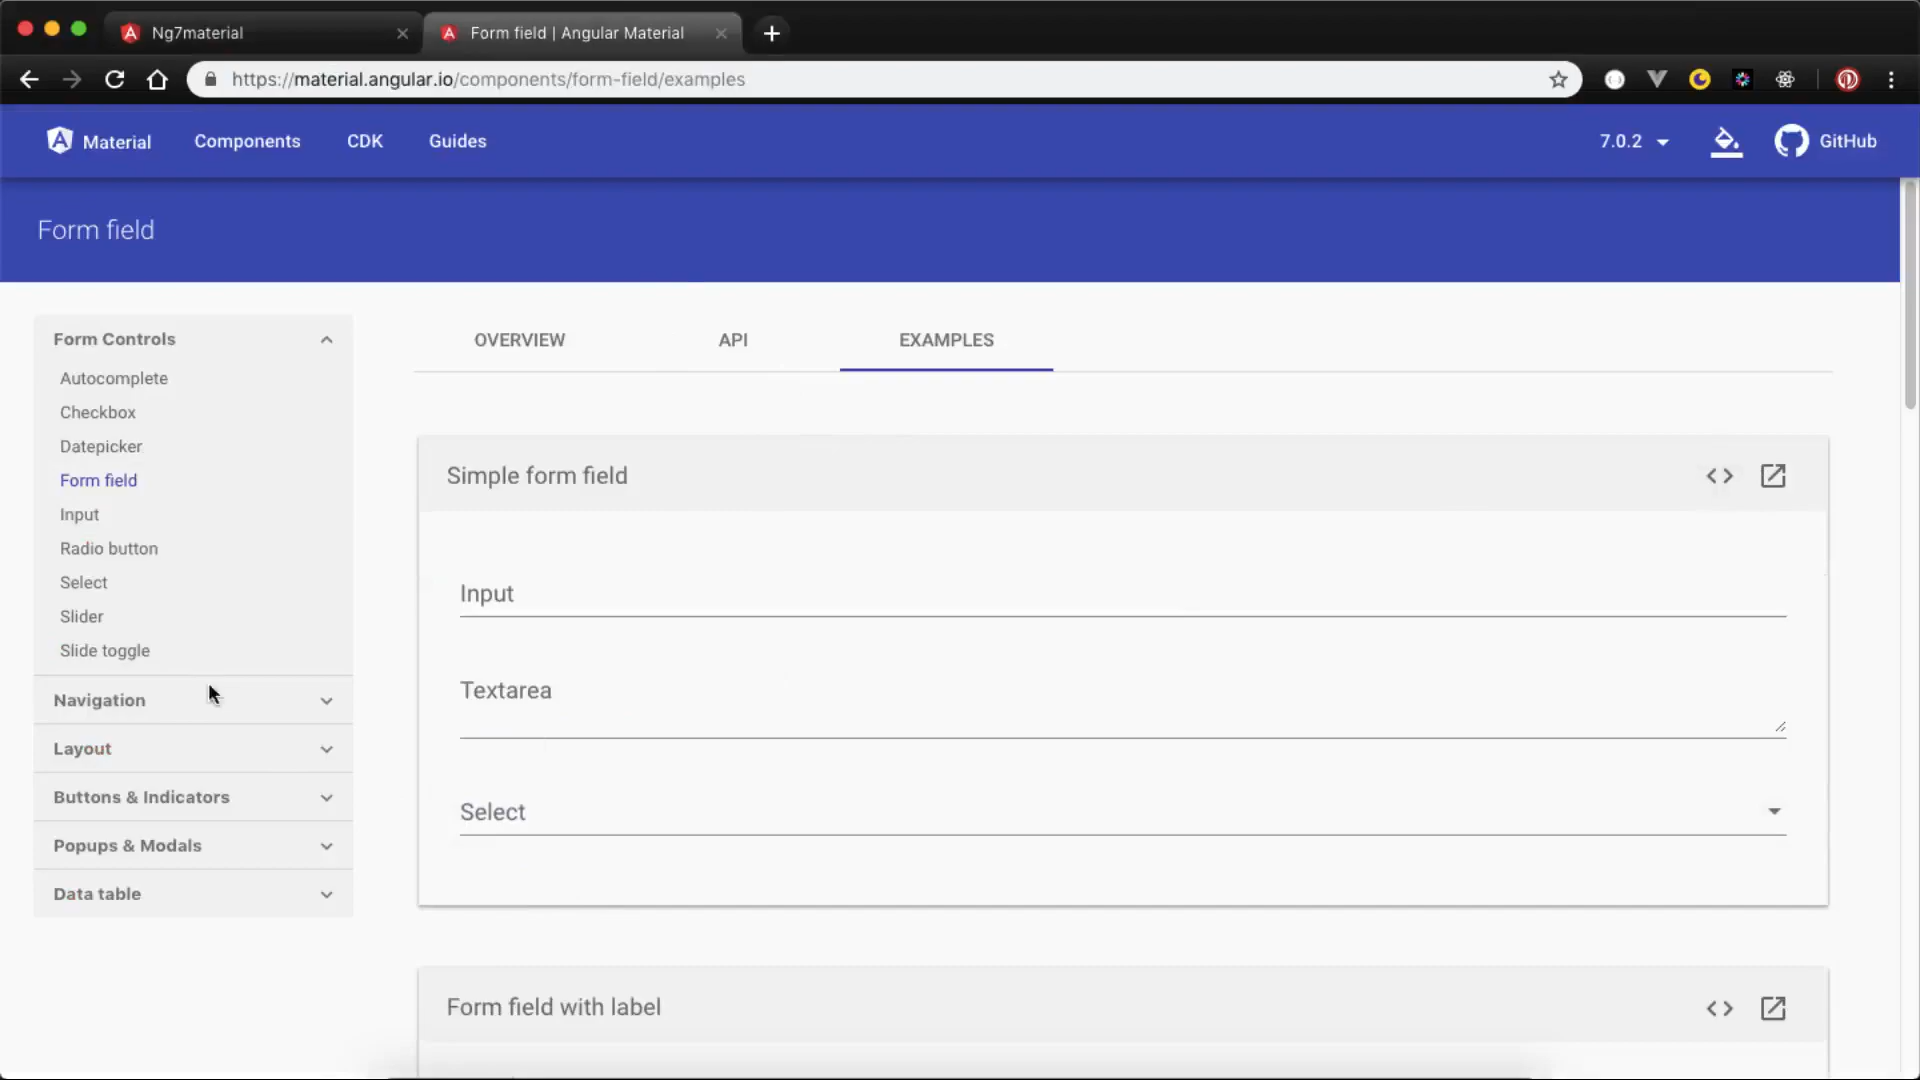 Ng7material
Form field | Angular Material
https://material.angular.io/components/form-field/examples
Material
Components
CDK
Guides
7.0.2
GitHub
Form field
Form Controls
Autocomplete
Checkbox
Datepicker
Form field
Input
Radio button
Select
Slider
Slide toggle
Navigation
Layout
Buttons & Indicators
Popups & Modals
Data table
OVERVIEW
API
EXAMPLES
Simple form field
Input
Textarea
Select
Form field with label